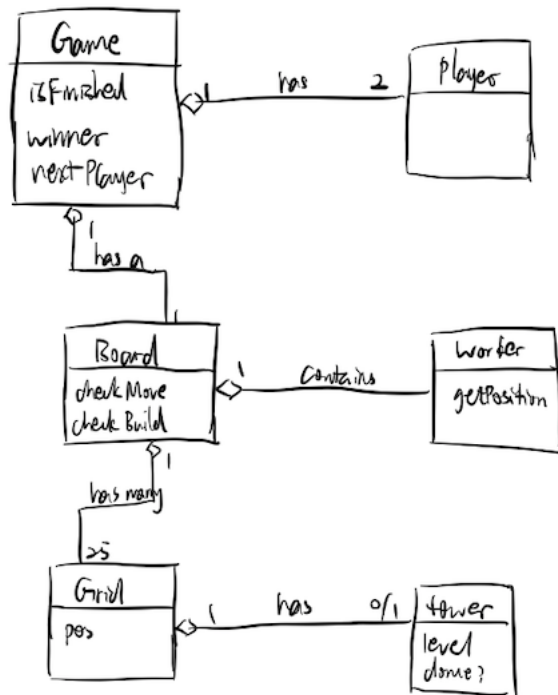 Game
isFinished
winner
nextPlayer
1 has 2
Player
1
has a
1
Board
checkMove
checkBuild
1 Contains
Worker
getPosition
1
has many
25
Grid
pos
1 has 0/1
tower
level
dome?